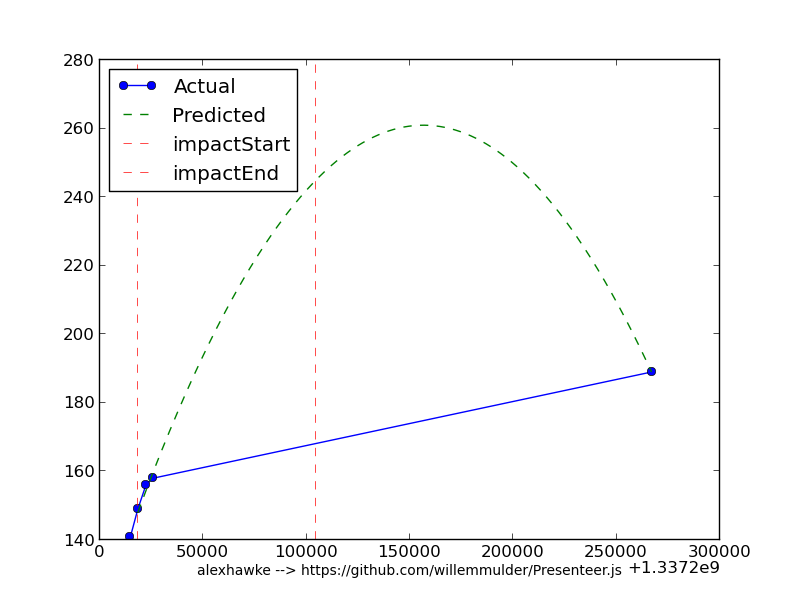 280
260
240
220
200
180
160
140
Actual
Predicted
impactStart
impactEnd
0 50000 100000 150000 200000 250000 300000
alexhawke --> https://github.com/willemmulder/Presenteer.js +1.3372e9